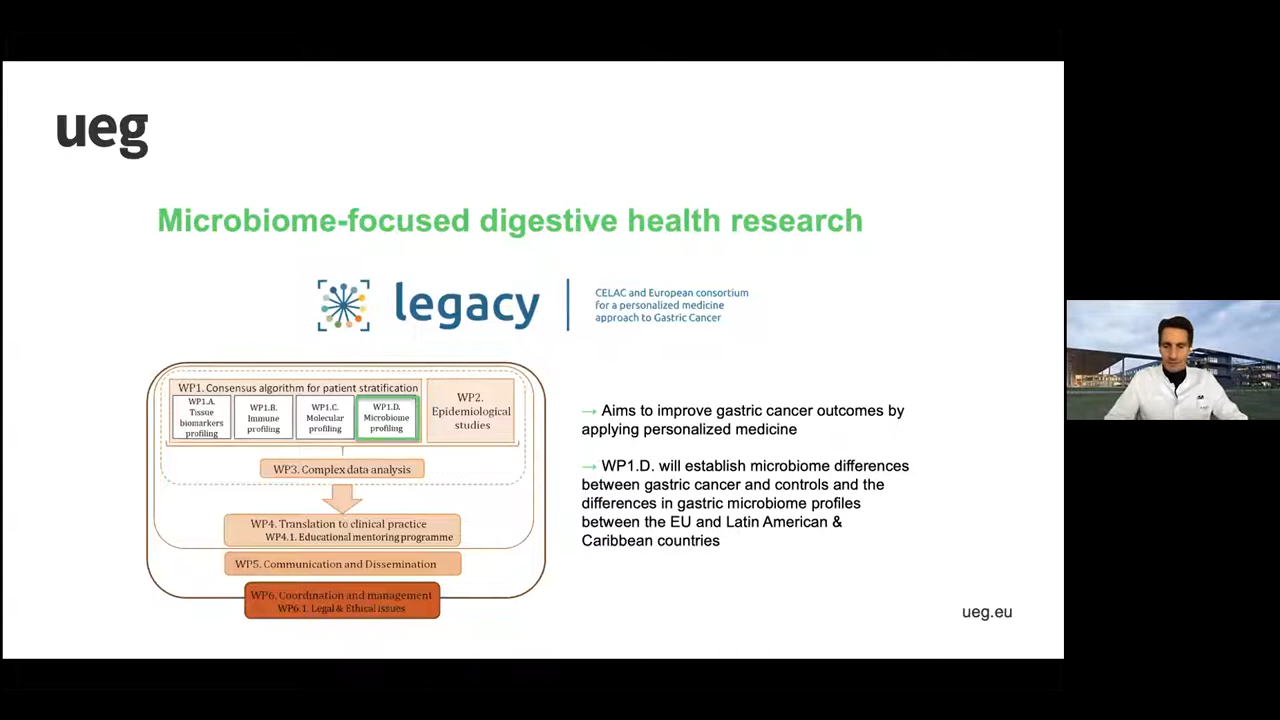 ueg
Microbiome-focused digestive health research
legacy
CELAC and European consortium
for a personalized medicine
approach to Gastric Cancer
WP1. Consensus algorithm for patient stratification
WP1.A.
Tissue
biomarkers
profiling
WP1.B.
Immune
profiling
WP1.C.
Molecular
profiling
WP1.D.
Microbiome
profiling
WP2.
Epidemiological
studies
WP3. Complex data analysis
WP4. Translation to clinical practice
WP4.1. Educational mentoring programme
WP5. Communication and Dissemination
WP6. Coordination and management
WP6.1. Legal & Ethical issues
→ Aims to improve gastric cancer outcomes by
applying personalized medicine
→ WP1.D. will establish microbiome differences
between gastric cancer and controls and the
differences in gastric microbiome profiles
between the EU and Latin American &
Caribbean countries
ueg.eu